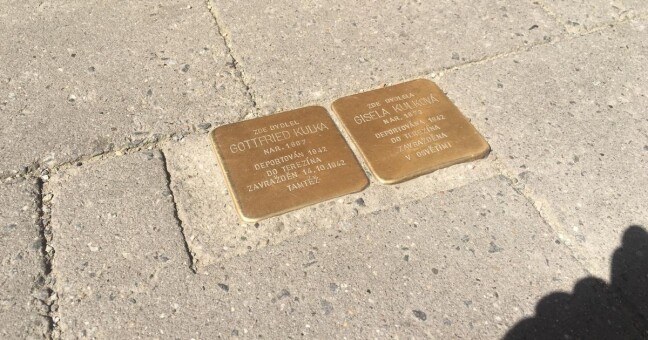 ZDE BYDLEL
GOTTFRIED KULKA
NAR.
DEPORTOVÁN 1942
DO TEREZÍNA
ZAVRAŽDĚN 14.10.1942
TAMTÉŽ
ZDE BYDLELA
GISELA KULKOVÁ
NAR.
DEPORTOVÁNA 1942
DO TEREZÍNA
ZAVRAŽDĚNA
V OSVĚTIMI